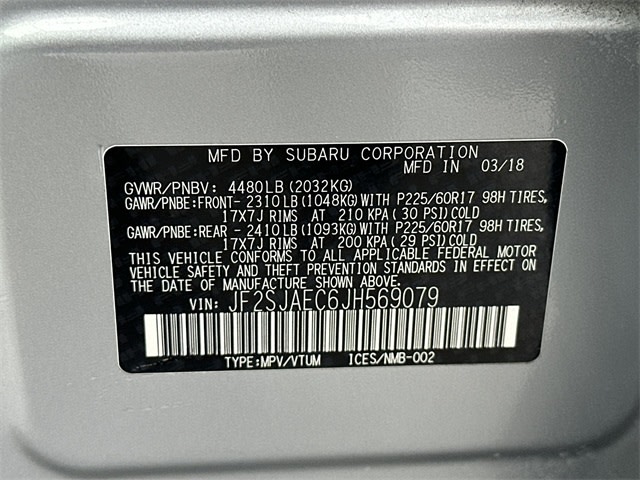 MFD BY SUBARU CORPORATION
MFD IN 03/18
GVWR/PNBV: 4480LB(2032KG)
GAWR/PNBE:FRONT- 2310LB(1048KG)WITH P225/60R17 98H TIRES,
17X7J RIMS AT 210 KPA(30 PSI)COLD
GAWR/PNBE:REAR - 2410LB(1093KG)WITH P225/60R17 98H TIRES,
17X7J RIMS AT 200 KPA(29 PSI)COLD
THIS VEHICLE CONFORMS TO ALL APPLICABLE FEDERAL MOTOR
VEHICLE SAFETY AND THEFT PREVENTION STANDARDS IN EFFECT ON
THE DATE OF MANUFACTURE SHOWN ABOVE.
VIN: JF2SJAEC6JH569079
TYPE:MPV/VTUM ICES/NMB-002